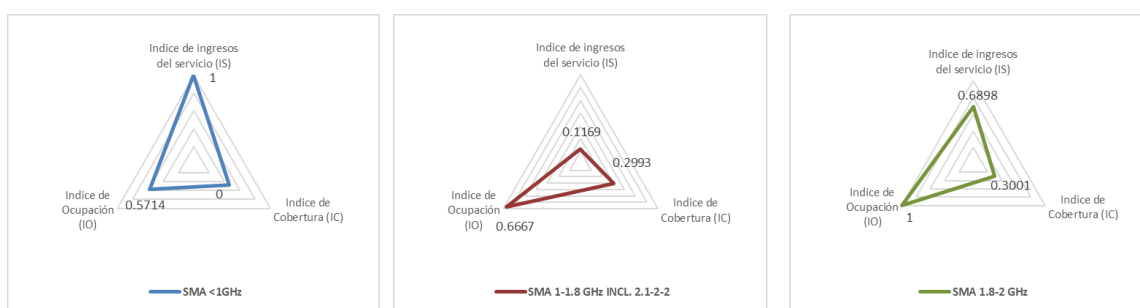 Indice de ingresos
del servicio (IS)
1
0
0.5714
Indice de
Ocupación
(IO)
Indice de
Cobertura (IC)
SMA <1GHz
Indice de ingresos
del servicio (IS)
0.1169
0.2993
Indice de
Ocupación
(IO)
0.6667
Indice de
Cobertura (IC)
SMA 1-1.8 GHz INCL. 2.1-2-2
Indice de ingresos
del servicio (IS)
0.6898
0.3001
Indice de
Ocupación (IO)
1
Indice de
Cobertura (IC)
SMA 1.8-2 GHz